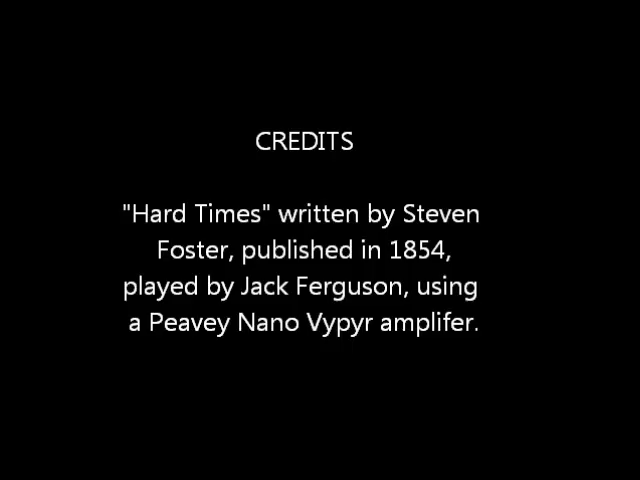 CREDITS
"Hard Times" written by Steven
Foster, published in 1854,
played by Jack Ferguson, using
a Peavey Nano Vypyr amplifer.